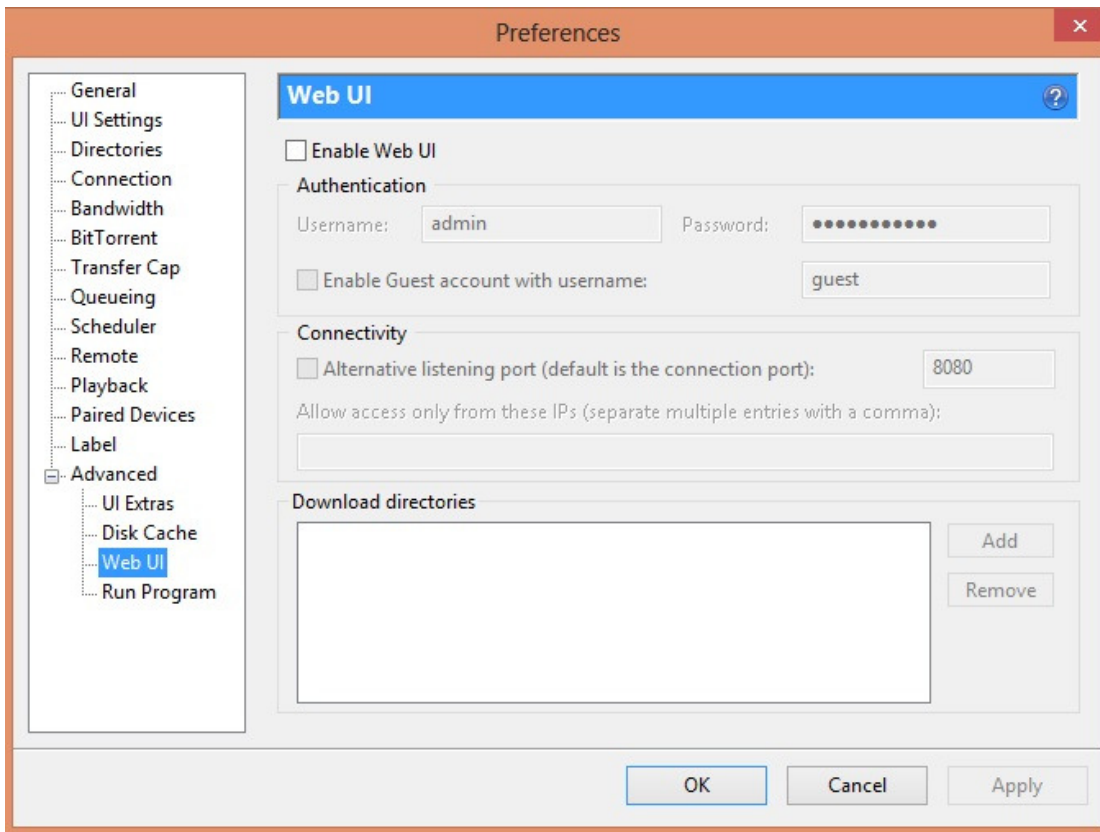 Preferences
General
UI Settings
Directories
Connection
Bandwidth
BitTorrent
Transfer Cap
Queueing
Scheduler
Remote
Playback
Paired Devices
Label
Advanced
UI Extras
Disk Cache
Web UI
Run Program
Web UI
Enable Web UI
Authentication
Username: admin Password: •••••••••••
Enable Guest account with username: guest
Connectivity
Alternative listening port (default is the connection port): 8080
Allow access only from these IPs (separate multiple entries with a comma):
Download directories
Add
Remove
OK Cancel Apply